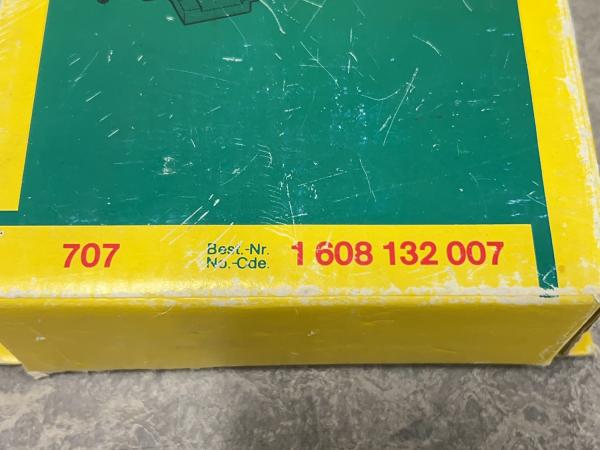 707
Best.-Nr.
No.-Cde.
1 608 132 007